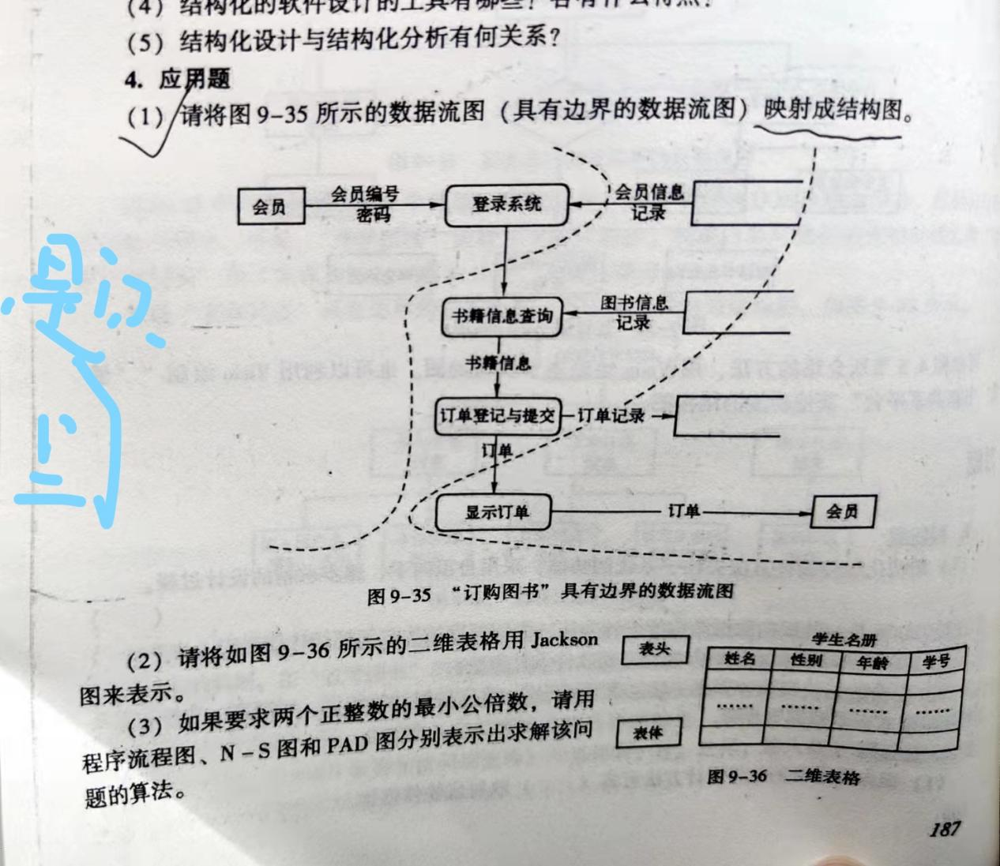 (4) 结构化的软件设计的工具有哪些？各有什么特点？
(5) 结构化设计与结构化分析有何关系？
4. 应用题
(1) 请将图 9-35 所示的数据流图（具有边界的数据流图）映射成结构图。
会员
会员编号
密码
登录系统
会员信息
记录
书籍信息查询
图书信息
记录
书籍信息
订单登记与提交
订单记录
订单
显示订单
订单
会员
图 9-35 “订购图书”具有边界的数据流图
(2) 请将如图 9-36 所示的二维表格用 Jackson
图来表示。
(3) 如果要求两个正整数的最小公倍数，请用
程序流程图、N-S 图和 PAD 图分别表示出求解该问
题的算法。
表头
表体
学生名册
姓名 性别 年龄 学号
…… …… …… ……
图 9-36 二维表格
187